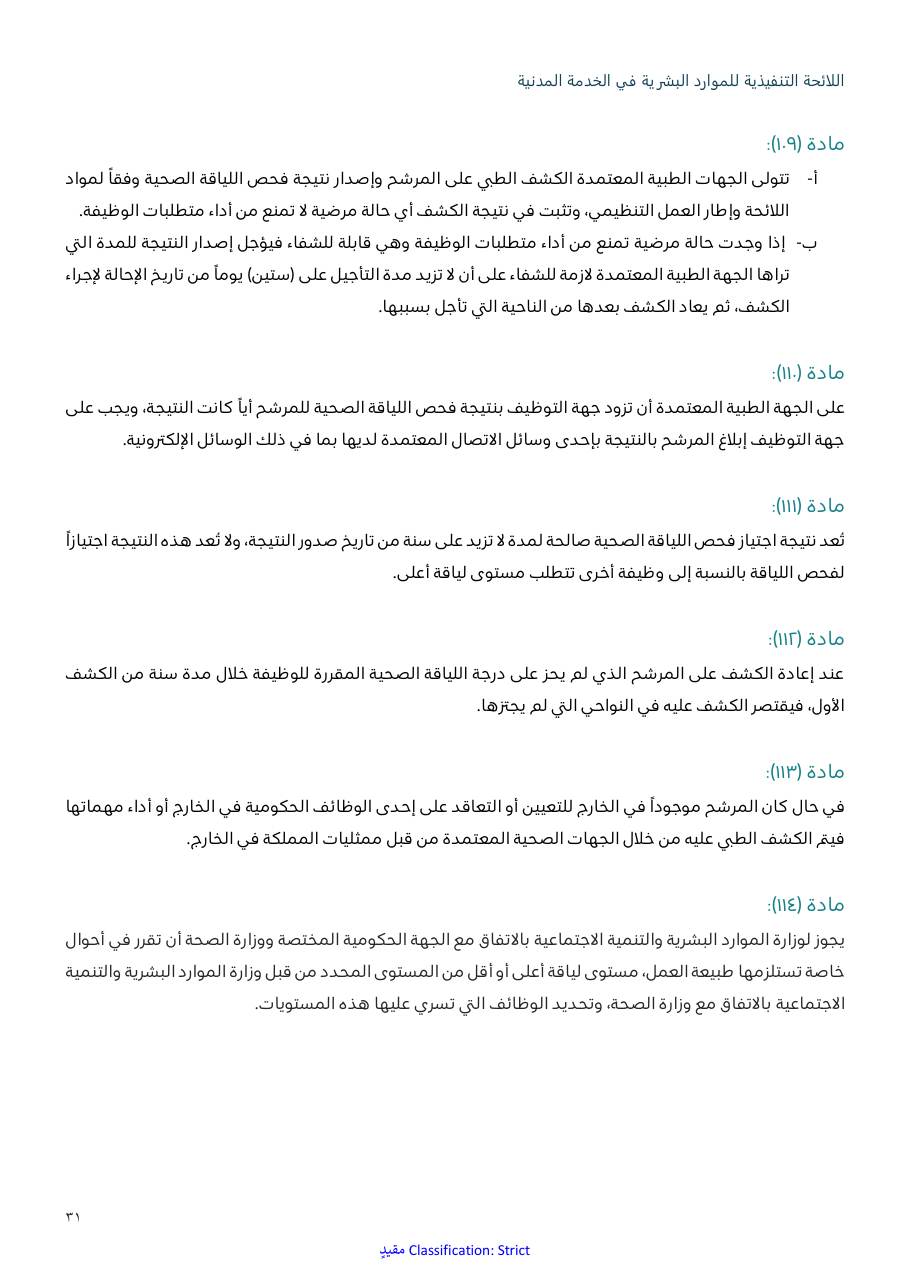 اللائحة التنفيذية للموارد البشرية في الخدمة المدنية
مادة (١٠٩):
أ- تتولى الجهات الطبية المعتمدة الكشف الطبي على المرشح وإصدار نتيجة فحص اللياقة الصحية وفقاً لمواد
اللائحة وإطار العمل التنظيمي، وتثبت في نتيجة الكشف أي حالة مرضية لا تمنع من أداء متطلبات الوظيفة.
ب- إذا وجدت حالة مرضية تمنع من أداء متطلبات الوظيفة وهي قابلة للشفاء فيؤجل إصدار النتيجة للمدة التي
تراها الجهة الطبية المعتمدة لازمة للشفاء على أن لا تزيد مدة التأجيل على (ستين) يوماً من تاريخ الإحالة لإجراء
الكشف، ثم يعاد الكشف بعدها من الناحية التي تأجل بسببها.
مادة (١١٠):
على الجهة الطبية المعتمدة أن تزود جهة التوظيف بنتيجة فحص اللياقة الصحية للمرشح أياً كانت النتيجة، ويجب على
جهة التوظيف إبلاغ المرشح بالنتيجة بإحدى وسائل الاتصال المعتمدة لديها بما في ذلك الوسائل الإلكترونية.
مادة (١١١):
تُعد نتيجة اجتياز فحص اللياقة الصحية صالحة لمدة لا تزيد على سنة من تاريخ صدور النتيجة، ولا تُعد هذه النتيجة اجتيازاً
لفحص اللياقة بالنسبة إلى وظيفة أخرى تتطلب مستوى لياقة أعلى.
مادة (١١٢):
عند إعادة الكشف على المرشح الذي لم يحز على درجة اللياقة الصحية المقررة للوظيفة خلال مدة سنة من الكشف
الأول، فيقتصر الكشف عليه في النواحي التي لم يجتزها.
مادة (١١٣):
في حال كان المرشح موجوداً في الخارج للتعيين أو التعاقد على إحدى الوظائف الحكومية في الخارج أو أداء مهماتها
فيتم الكشف الطبي عليه من خلال الجهات الصحية المعتمدة من قبل ممثليات المملكة في الخارج.
مادة (١١٤):
يجوز لوزارة الموارد البشرية والتنمية الاجتماعية بالاتفاق مع الجهة الحكومية المختصة ووزارة الصحة أن تقرر في أحوال
خاصة تستلزمها طبيعة العمل، مستوى لياقة أعلى أو أقل من المستوى المحدد من قبل وزارة الموارد البشرية والتنمية
الاجتماعية بالاتفاق مع وزارة الصحة، وتحديد الوظائف التي تسري عليها هذه المستويات.
٣١
Classification: Strict مقيدٍ